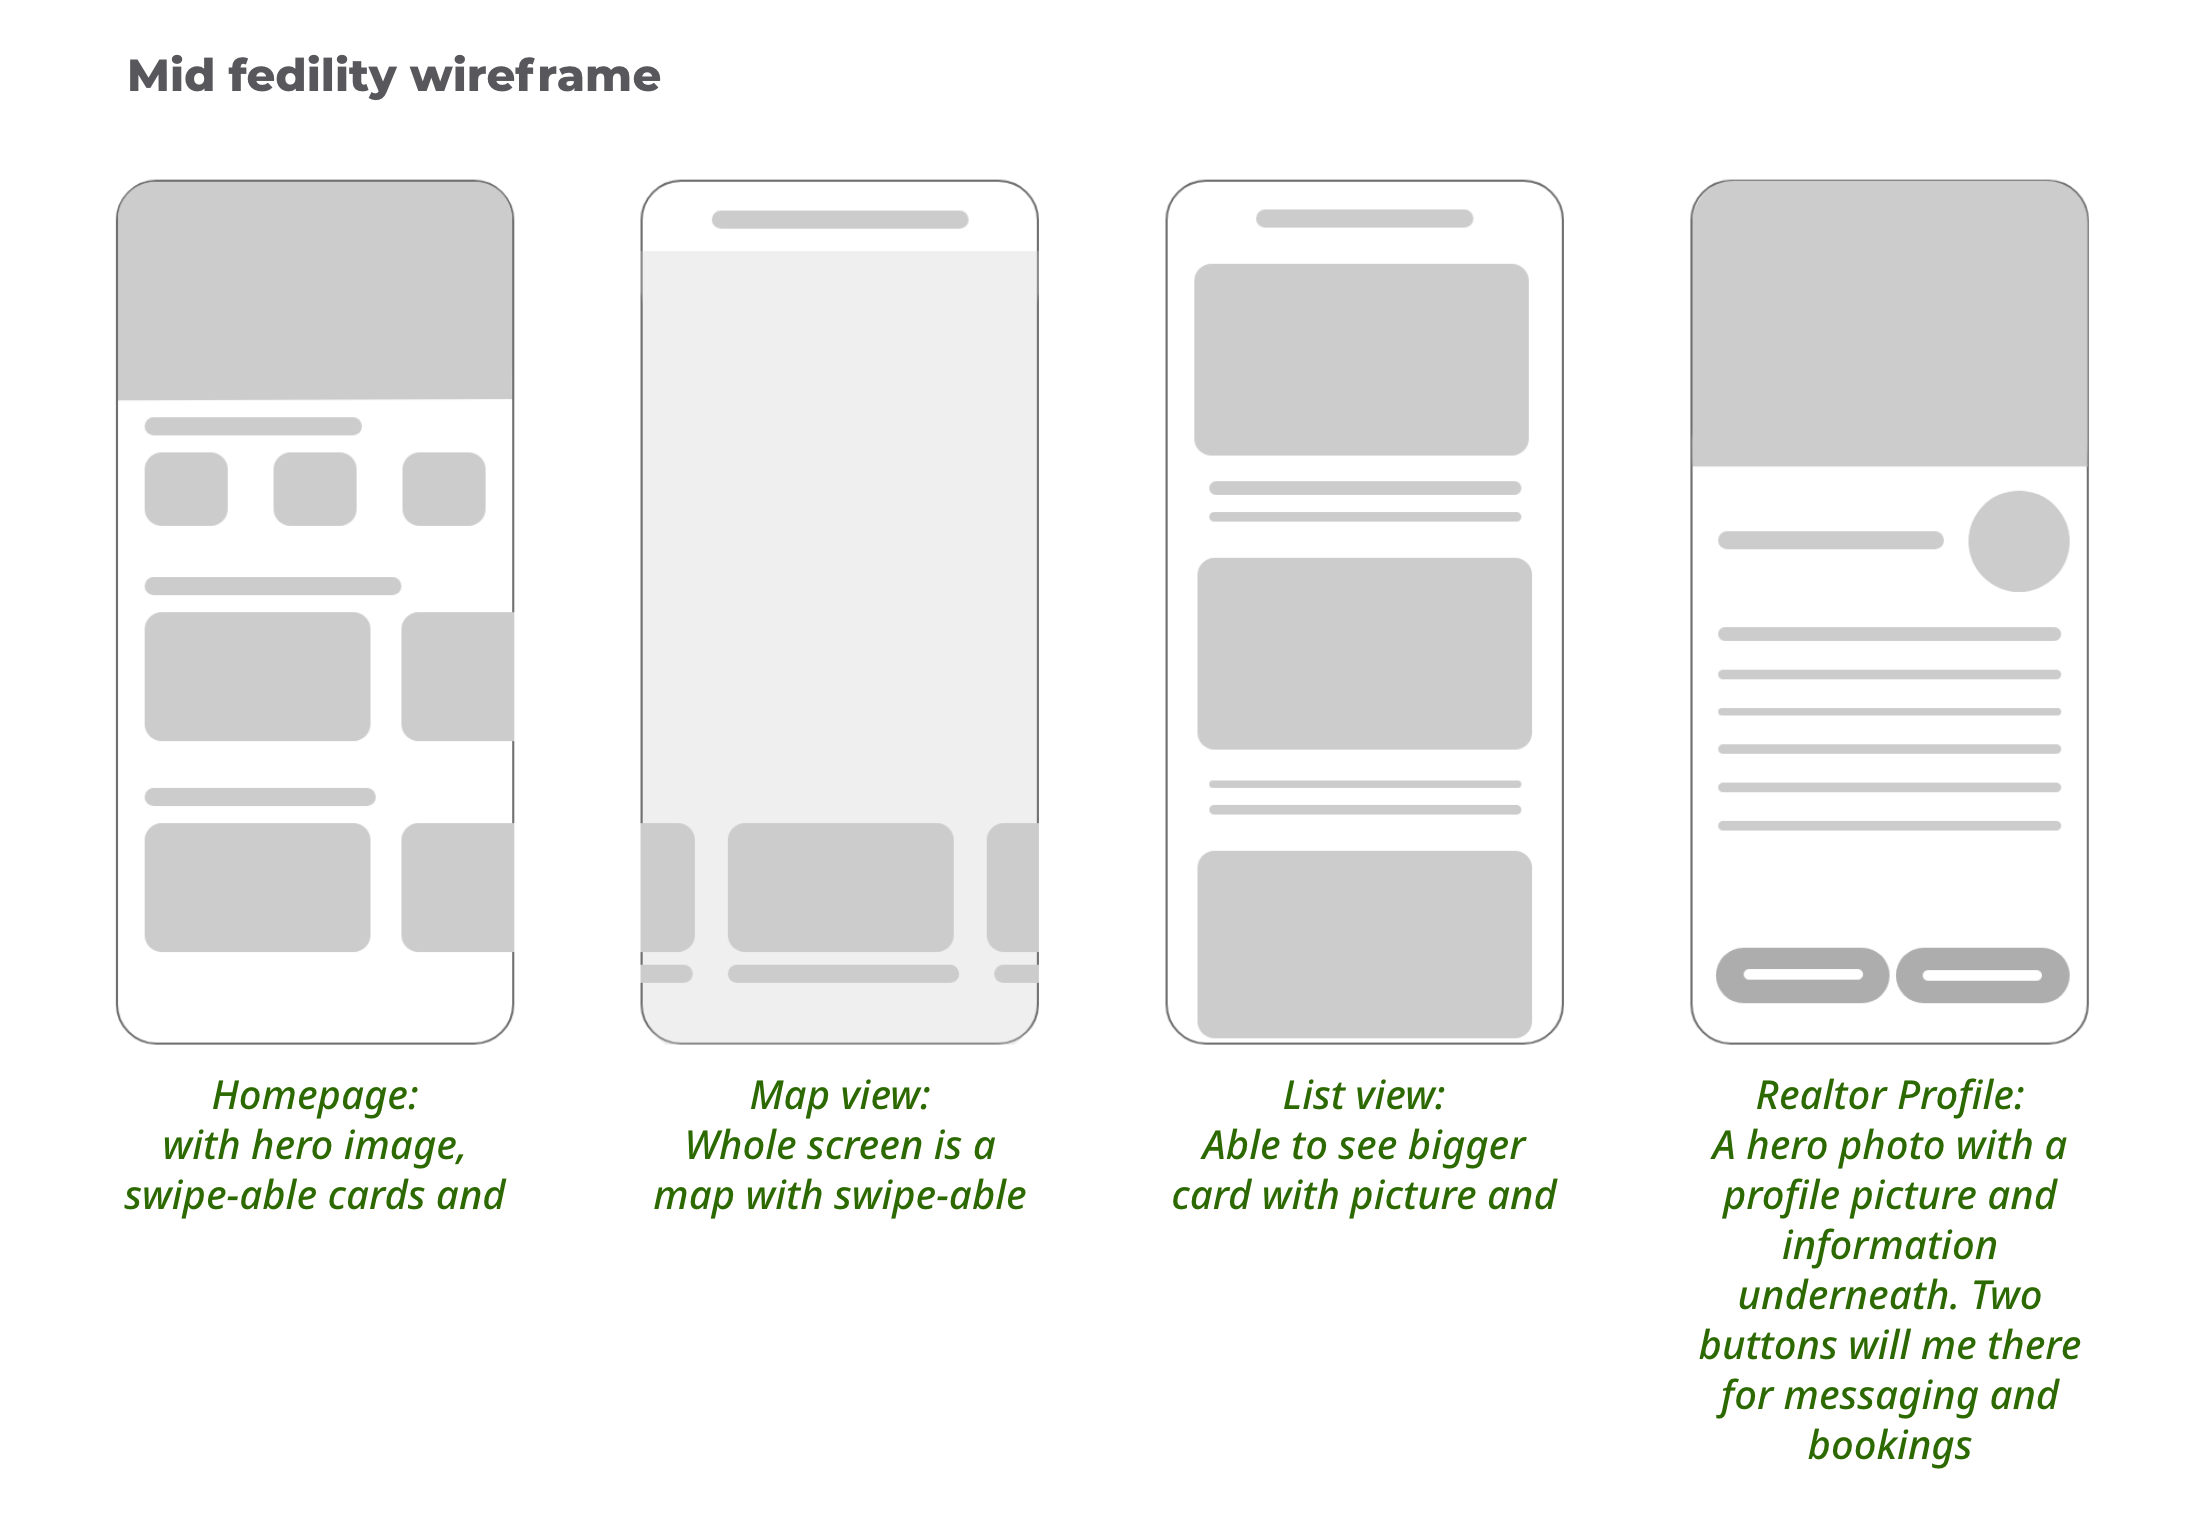 Mid fedility wireframe
Homepage:
with hero image,
swipe-able cards and
Map view:
Whole screen is a
map with swipe-able
List view:
Able to see bigger
card with picture and
Realtor Profile:
A hero photo with a
profile picture and
information
underneath. Two
buttons will me there
for messaging and
bookings